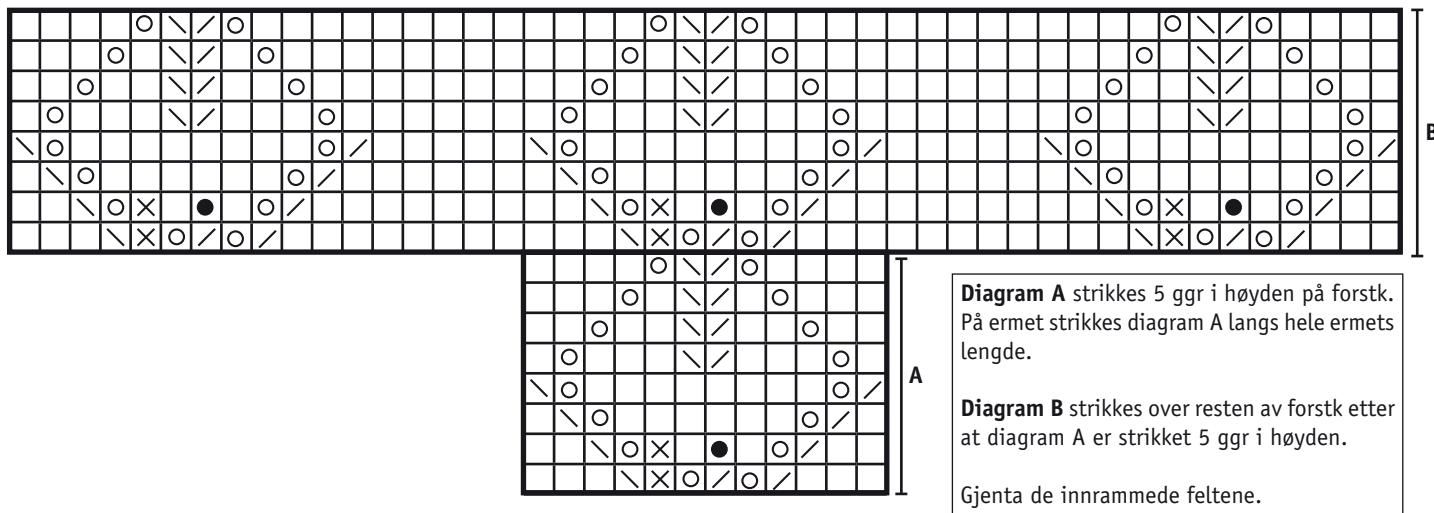 B
A
Diagram A strikkes 5 ggr i høyden på forstk.
På ermet strikkes diagram A langs hele ermets
lengde.
Diagram B strikkes over resten av forstk etter
at diagram A er strikket 5 ggr i høyden.
Gjenta de innrammede feltene.